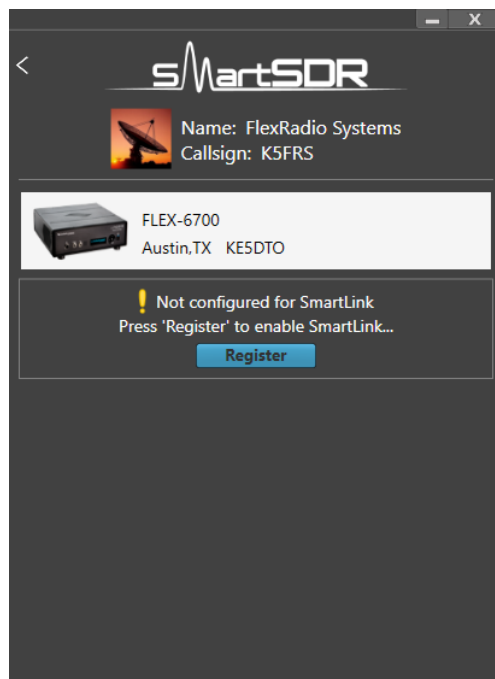 X
<
smartSDR
Name: FlexRadio Systems
Callsign: K5FRS
FLEX-6700
Austin,TX KE5DTO
Not configured for SmartLink
Press 'Register' to enable SmartLink...
Register